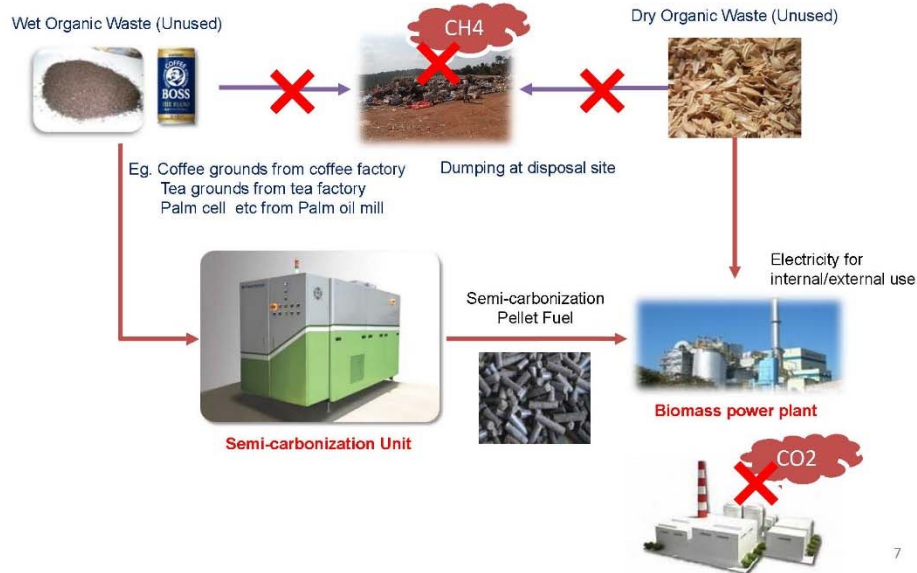 Wet Organic Waste (Unused)
CH4
Dry Organic Waste (Unused)
COFFEE
BOSS
Eg. Coffee grounds from coffee factory
Tea grounds from tea factory
Palm cell etc from Palm oil mill
Dumping at disposal site
Electricity for
internal/external use
Semi-carbonization
Pellet Fuel
Semi-carbonization Unit
Biomass power plant
CO2
7